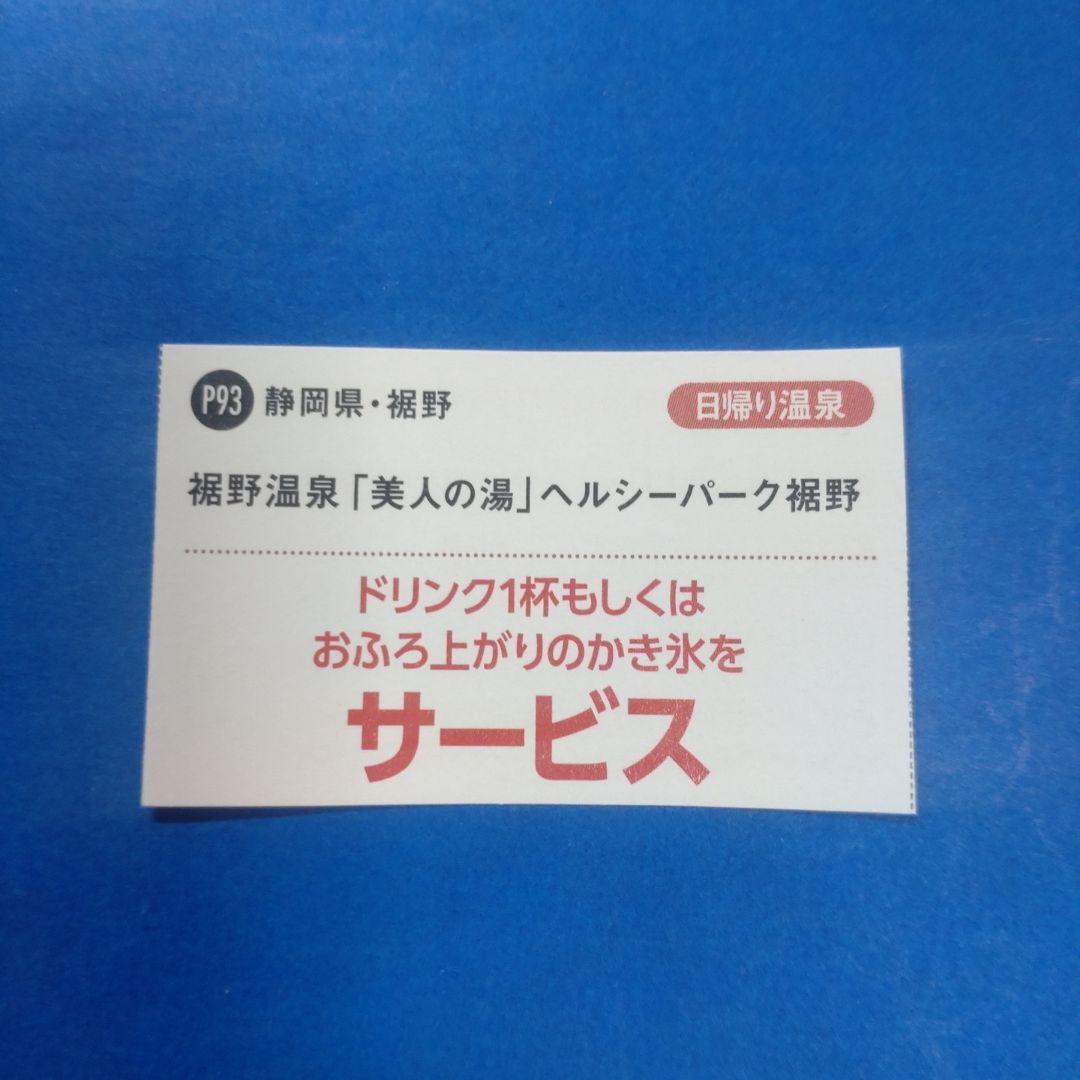 P93 静岡県・裾野 日帰り温泉
裾野温泉「美人の湯」ヘルシーパーク裾野
ドリンク1杯もしくは
おふろ上がりのかき氷を
サービス